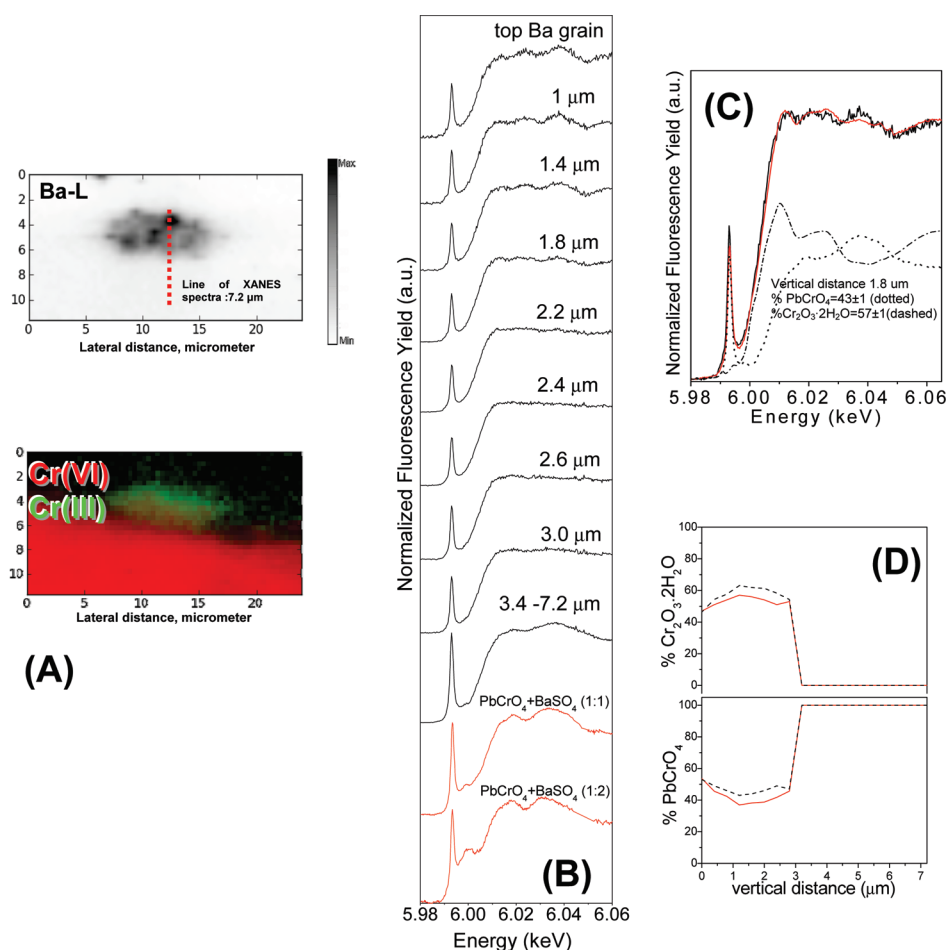 Ba-L
0
2
4
6
8
10
0 5 10 15 20
Line of XANES
spectra :7.2 µm
Lateral distance, micrometer
Max
Min
Cr(VI)
Cr(III)
0
2
4
6
8
10
0 5 10 15 20
Lateral distance, micrometer
(A)
top Ba grain
1 µm
1.4 µm
1.8 µm
2.2 µm
2.4 µm
2.6 µm
3.0 µm
3.4 -7.2 µm
PbCrO₄+BaSO₄ (1:1)
PbCrO₄+BaSO₄ (1:2)
(B)
Normalized Fluorescence Yield (a.u.)
5.98 6.00 6.02 6.04 6.06
Energy (keV)
(C)
Normalized Fluorescence Yield (a.u.)
Vertical distance 1.8 um
% PbCrO₄=43±1 (dotted)
%Cr₂O₃·2H₂O=57±1(dashed)
5.98 6.00 6.02 6.04 6.06
Energy (keV)
(D)
% Cr₂O₃.2H₂O
100
80
60
40
20
0
% PbCrO₄
100
80
60
40
20
0
0 1 2 3 4 5 6 7
vertical distance (µm)